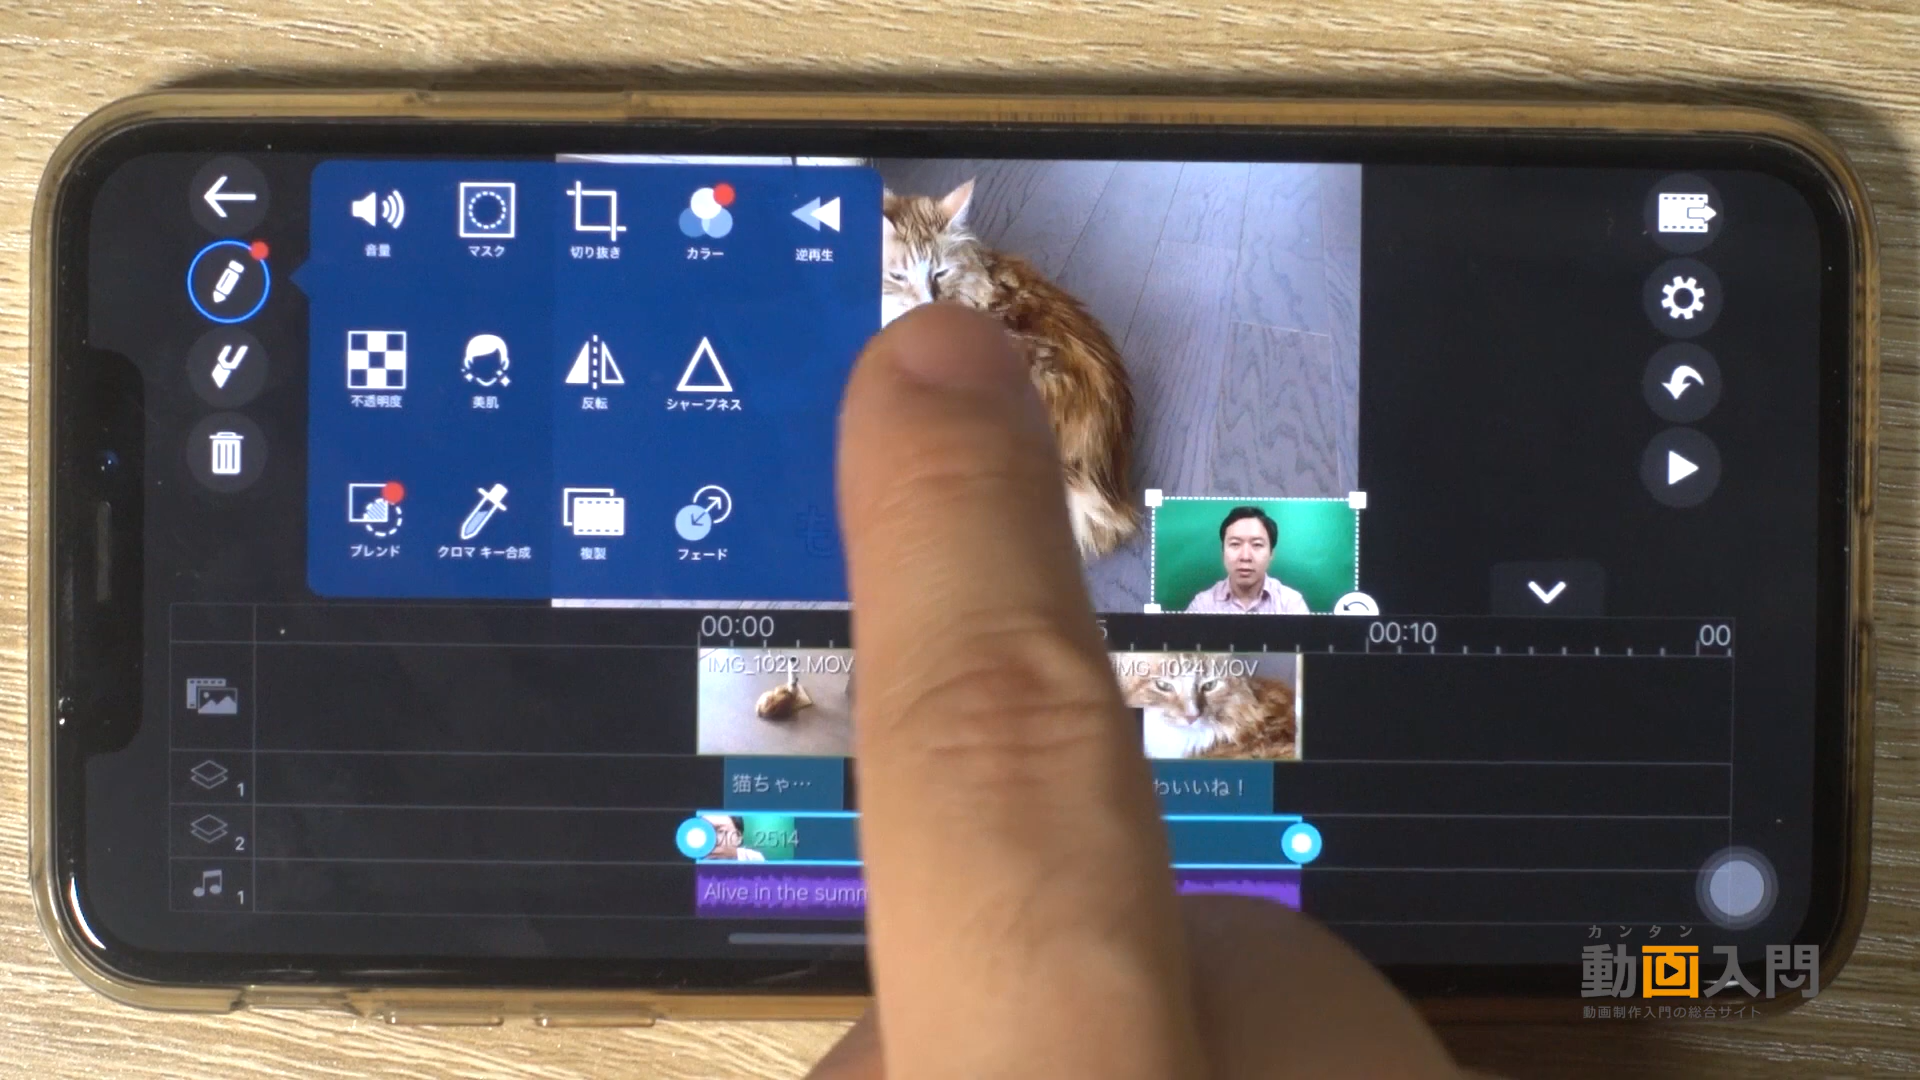 音量
マスク
切り抜き
カラー
逆再生
不透明度
美肌
反転
シャープネス
ブレンド
クロマ キー合成
複製
フェード
00:00
5
00:10
00
IMG_1022.MOV
IMG_1024.MOV
猫ちゃ…
わいいね！
1
MG_2514
2
Alive in the summ
1
カンタン
動画入門
動画制作入門の総合サイト